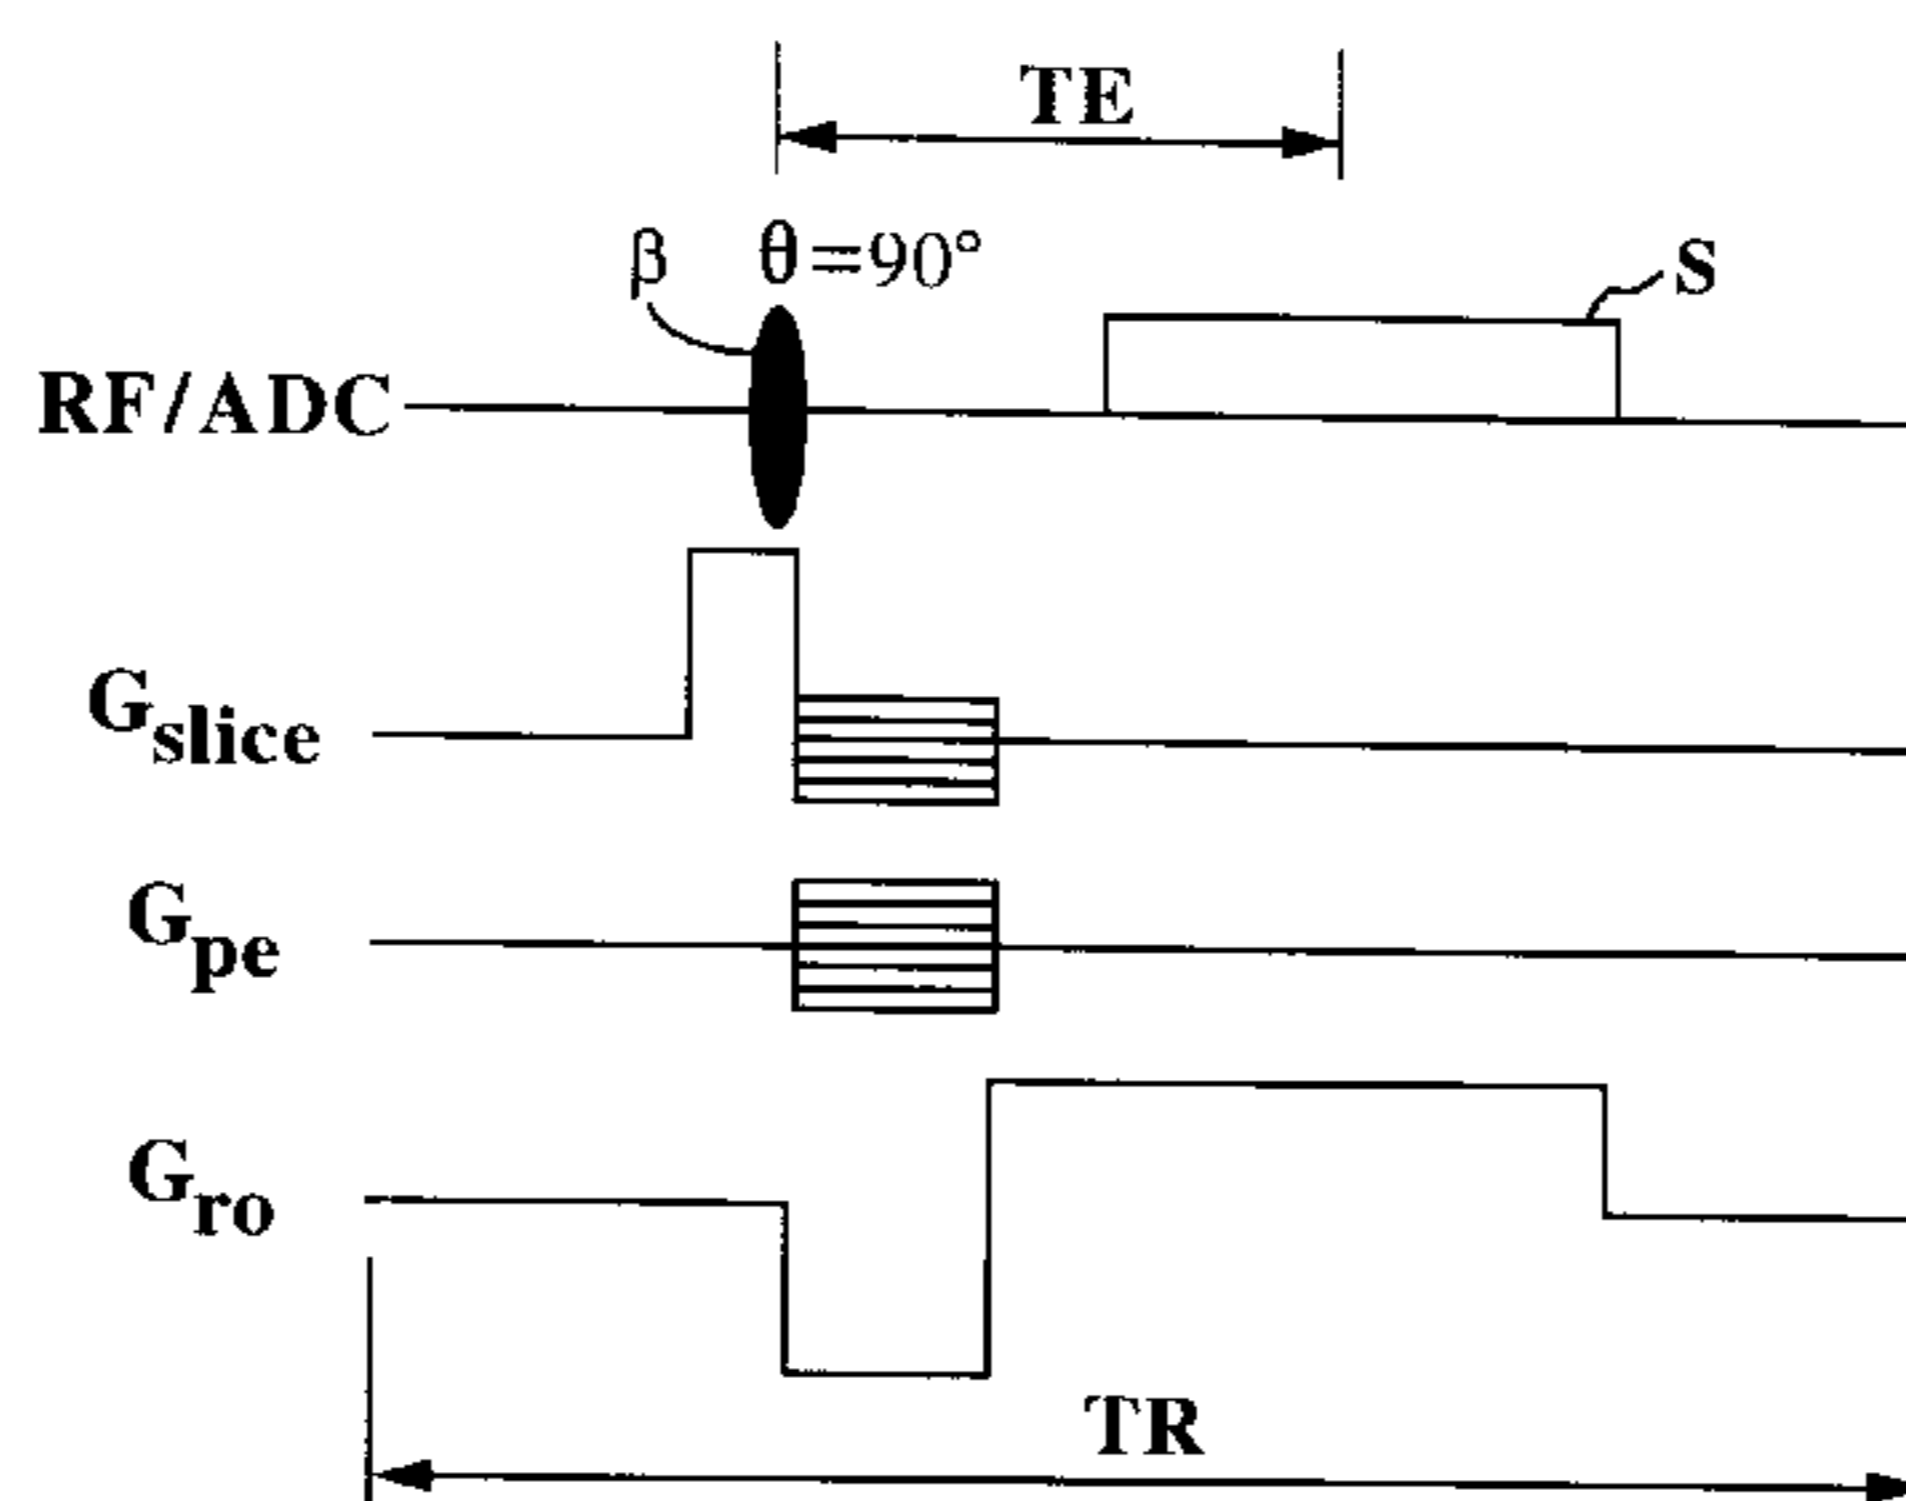 TE
β θ=90°
S
RF/ADC
Gslice
Gpe
Gro
TR